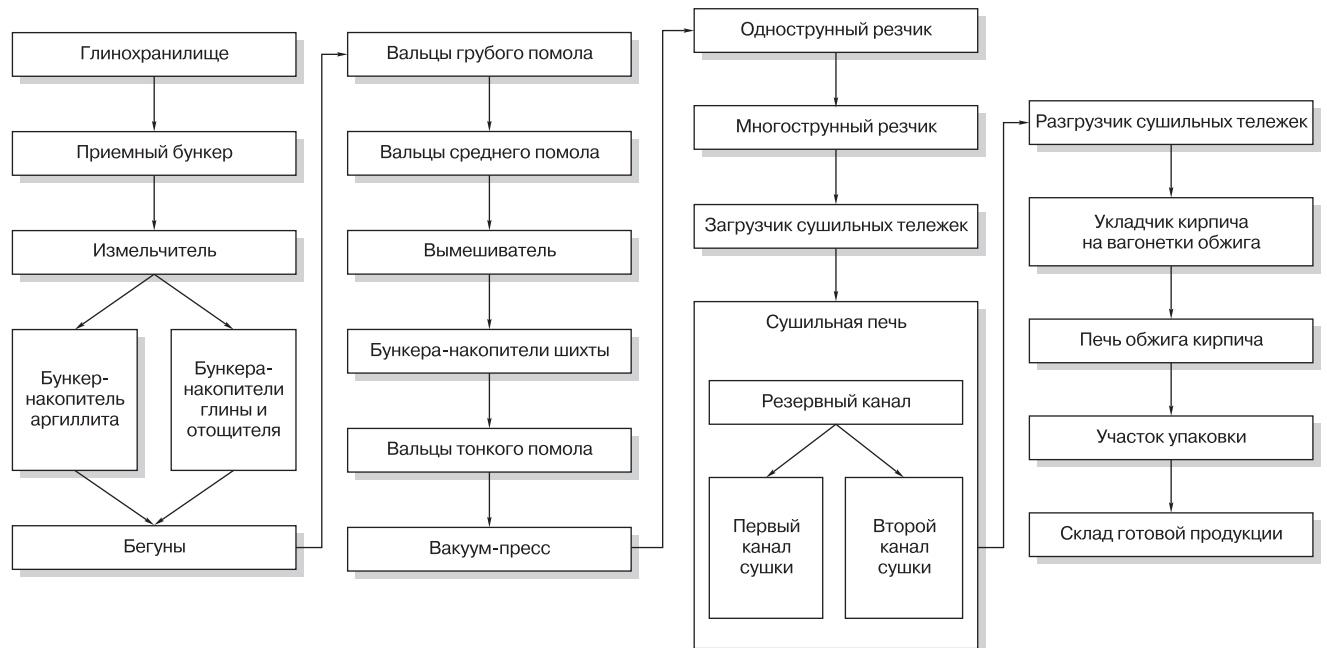 Глинохранилище
Приемный бункер
Измельчитель
Бункер-
накопитель
аргиллита
Бункера-
накопители
глины и
отощителя
Бегуны
Вальцы грубого помола
Вальцы среднего помола
Вымешиватель
Бункера-накопители шихты
Вальцы тонкого помола
Вакуум-пресс
Однострунный резчик
Многострунный резчик
Загрузчик сушильных тележек
Сушильная печь
Резервный канал
Первый
канал
сушки
Второй
канал
сушки
Разгрузчик сушильных тележек
Укладчик кирпича
на вагонетки обжига
Печь обжига кирпича
Участок упаковки
Склад готовой продукции